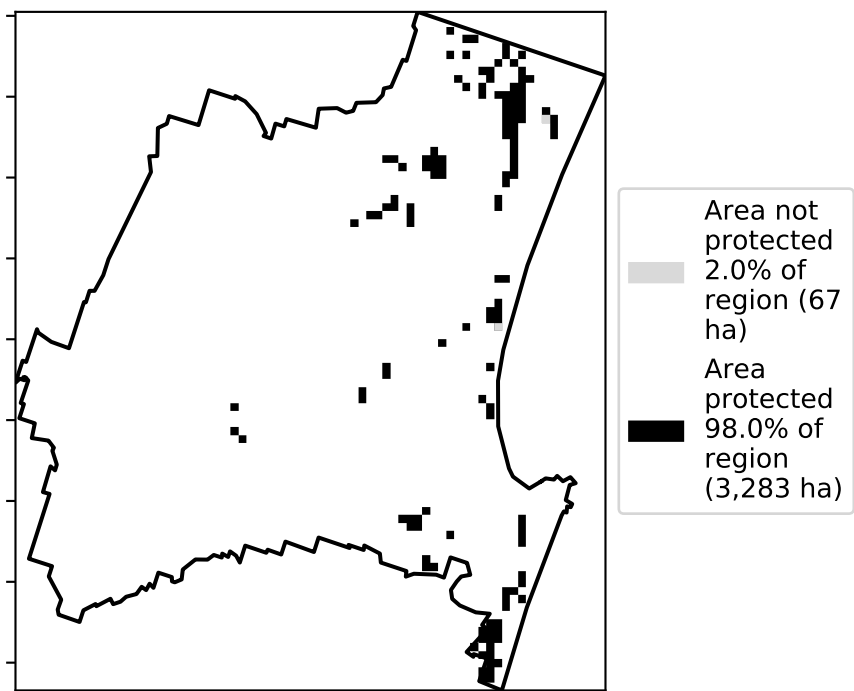 Area not
protected
2.0% of
region (67
ha)
Area
protected
98.0% of
region
(3,283 ha)